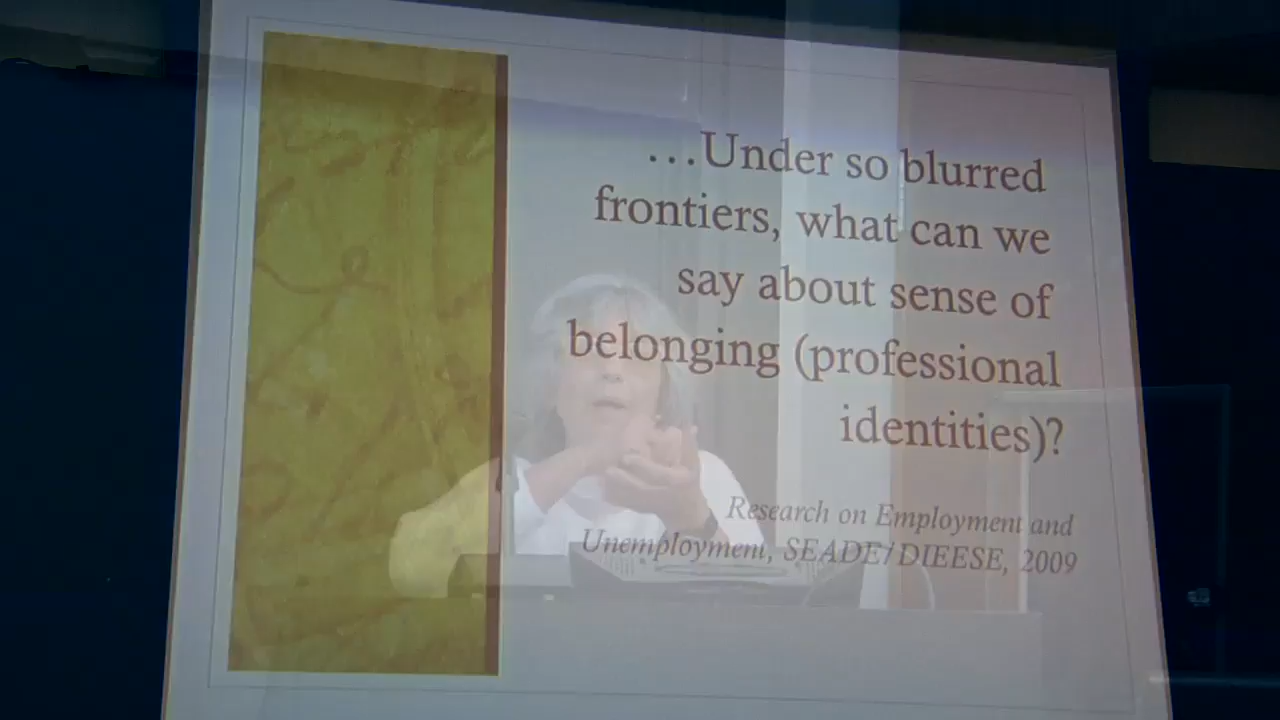 ...Under so blurred
frontiers, what can we
say about sense of
belonging (professional
identities)?
Research on Employment and
Unemployment, SEADE/DIEESE, 2009